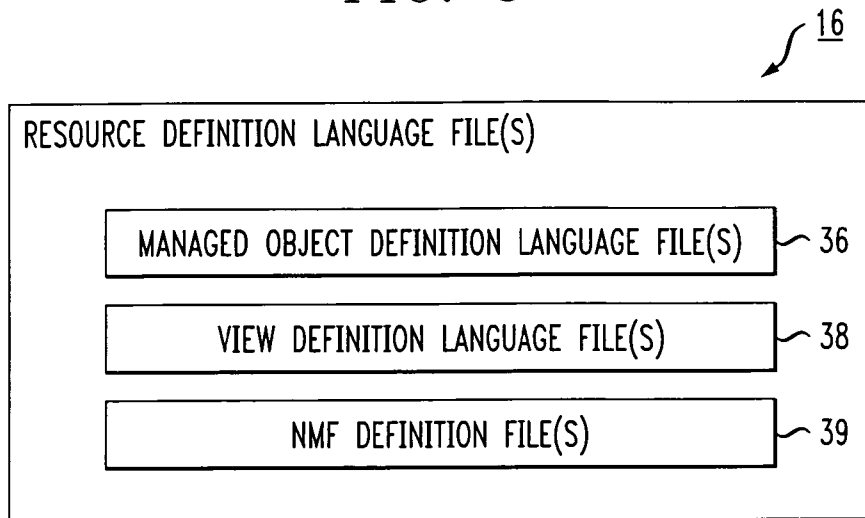 16
RESOURCE DEFINITION LANGUAGE FILE(S)
MANAGED OBJECT DEFINITION LANGUAGE FILE(S) 36
VIEW DEFINITION LANGUAGE FILE(S) 38
NMF DEFINITION FILE(S) 39